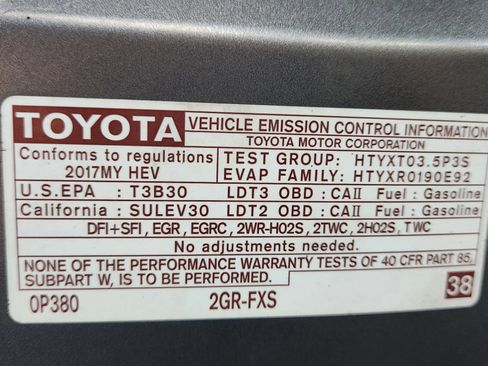 TOYOTA VEHICLE EMISSION CONTROL INFORMATION
TOYOTA MOTOR CORPORATION
Conforms to regulations TEST GROUP: HTYXT03.5P3S
2017MY HEV EVAP FAMILY: HTYXR0190E92
U.S.EPA : T3B30 LDT3 OBD : CAII Fuel : Gasoline
California : SULEV30 LDT2 OBD : CAII Fuel : Gasoline
DFI+SFI, EGR, EGRC, 2WR-HO2S, 2TWC, 2HO2S, TWC
No adjustments needed.
NONE OF THE PERFORMANCE WARRANTY TESTS OF 40 CFR PART 85,
SUBPART W, IS TO BE PERFORMED.
0P380 2GR-FXS 38